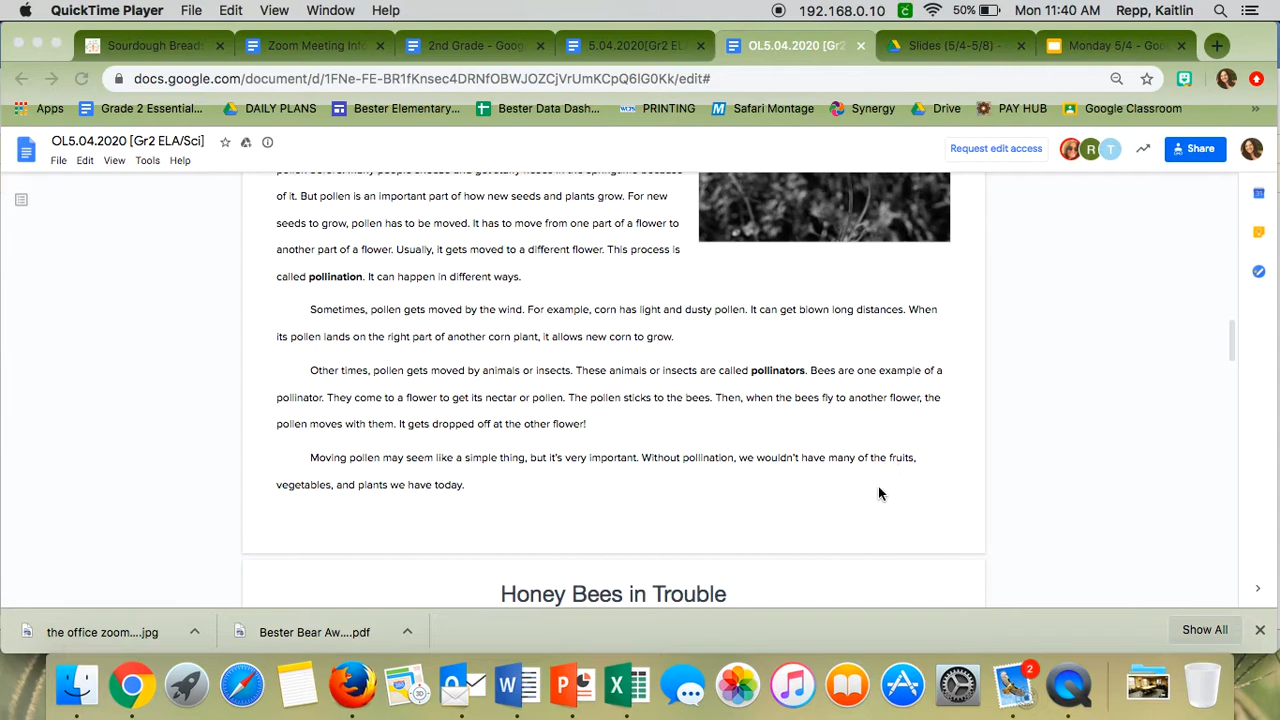 QuickTime Player File Edit View Window Help 192.168.0.10 50% Mon 11:40 AM Repp, Kaitlin
Sourdough Bread Zoom Meeting Inf 2nd Grade - Goog 5.04.2020[Gr2 EL OL5.04.2020 [Gr2 Slides (5/4-5/8) - Monday 5/4 - Goo
docs.google.com/document/d/1FNe-FE-BR1fKnsec4DRNfOBWJOZCjVrUmKCpQ6IG0Kk/edit#
Apps Grade 2 Essential... DAILY PLANS Bester Elementary... Bester Data Dash... WCPS PRINTING Safari Montage Synergy Drive PAY HUB Google Classroom »
OL5.04.2020 [Gr2 ELA/Sci]
File Edit View Tools Help
Request edit access R T Share
of it. But pollen is an important part of how new seeds and plants grow. For new
seeds to grow, pollen has to be moved. It has to move from one part of a flower to
another part of a flower. Usually, it gets moved to a different flower. This process is
called pollination. It can happen in different ways.
Sometimes, pollen gets moved by the wind. For example, corn has light and dusty pollen. It can get blown long distances. When
its pollen lands on the right part of another corn plant, it allows new corn to grow.
Other times, pollen gets moved by animals or insects. These animals or insects are called pollinators. Bees are one example of a
pollinator. They come to a flower to get its nectar or pollen. The pollen sticks to the bees. Then, when the bees fly to another flower, the
pollen moves with them. It gets dropped off at the other flower!
Moving pollen may seem like a simple thing, but it's very important. Without pollination, we wouldn't have many of the fruits,
vegetables, and plants we have today.
Honey Bees in Trouble
the office zoom....jpg Bester Bear Aw....pdf Show All
2